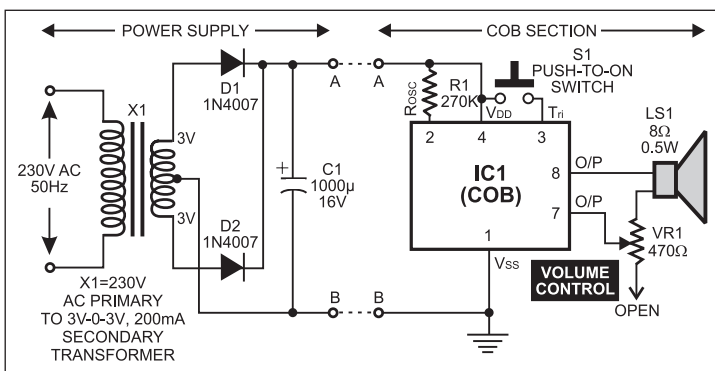 POWER SUPPLY
COB SECTION
S1
PUSH-TO-ON
SWITCH
D1
1N4007
A
A
ROSC
R1
270K
VDD
Tri
LS1
8Ω
0.5W
X1
3V
3V
230V AC
50Hz
C1
1000µ
16V
+
2
4
3
IC1
(COB)
8
O/P
7
O/P
1
VSS
D2
1N4007
VR1
470Ω
VOLUME
CONTROL
OPEN
B
B
X1=230V
AC PRIMARY
TO 3V-0-3V, 200mA
SECONDARY
TRANSFORMER